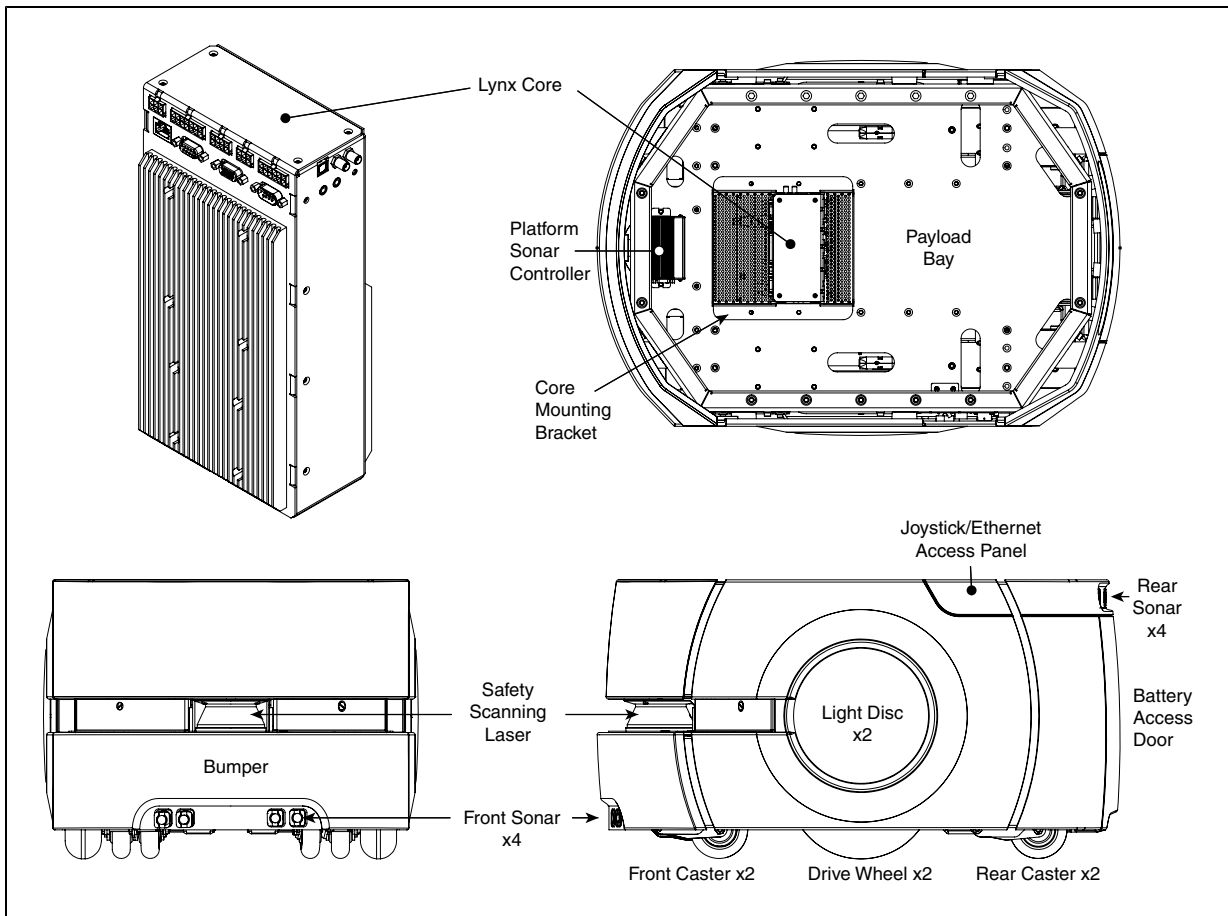 Lynx Core
Platform
Sonar
Controller
Payload
Bay
Core
Mounting
Bracket
Joystick/Ethernet
Access Panel
Rear
Sonar
x4
Safety
Scanning
Laser
Light Disc
x2
Battery
Access
Door
Bumper
Front Sonar
x4
Front Caster x2
Drive Wheel x2
Rear Caster x2